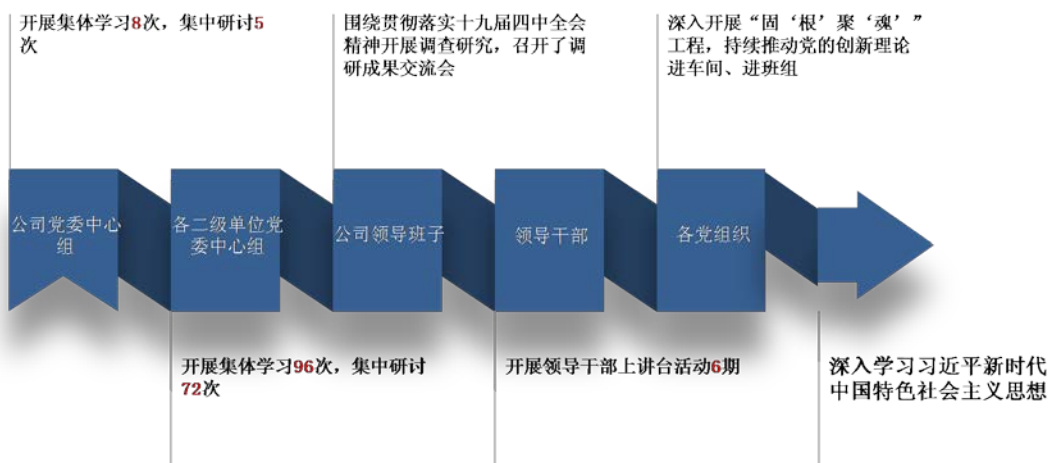 开展集体学习8次，集中研讨5
次
围绕贯彻落实十九届四中全会
精神开展调查研究，召开了调
研成果交流会
深入开展“固‘根’聚‘魂’”
工程，持续推动党的创新理论
进车间、进班组
公司党委中心
组
各二级单位党
委中心组
公司领导班子
领导干部
各党组织
开展集体学习96次，集中研讨
72次
开展领导干部上讲台活动6期
深入学习习近平新时代
中国特色社会主义思想